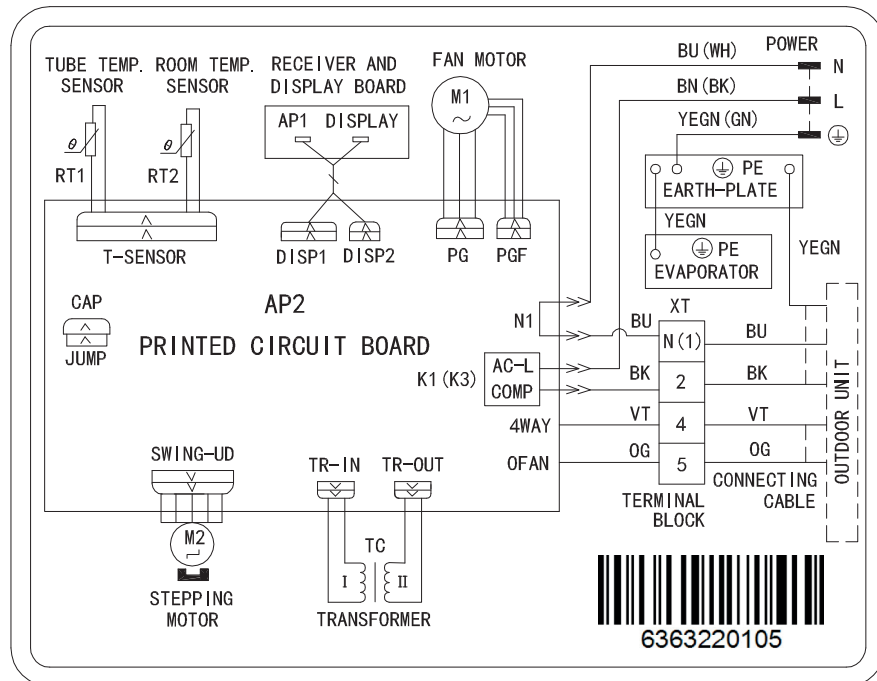 TUBE TEMP. SENSOR
ROOM TEMP. SENSOR
RECEIVER AND DISPLAY BOARD
FAN MOTOR
BU(WH)
POWER
N
BN(BK)
L
YEGN(GN)
θ
RT1
θ
RT2
AP1 DISPLAY
M1
~
PE
EARTH-PLATE
YEGN
PE
EVAPORATOR
YEGN
T-SENSOR
DISP1
DISP2
PG
PGF
CAP
JUMP
AP2
PRINTED CIRCUIT BOARD
N1
K1(K3)
AC-L
COMP
4WAY
OFAN
XT
BU
N(1)
BU
BK
2
BK
VT
4
VT
OG
5
OG
TERMINAL BLOCK
CONNECTING CABLE
OUTDOOR UNIT
SWING-UD
M2
STEPPING MOTOR
TR-IN
TR-OUT
TC
I
II
TRANSFORMER
6363220105